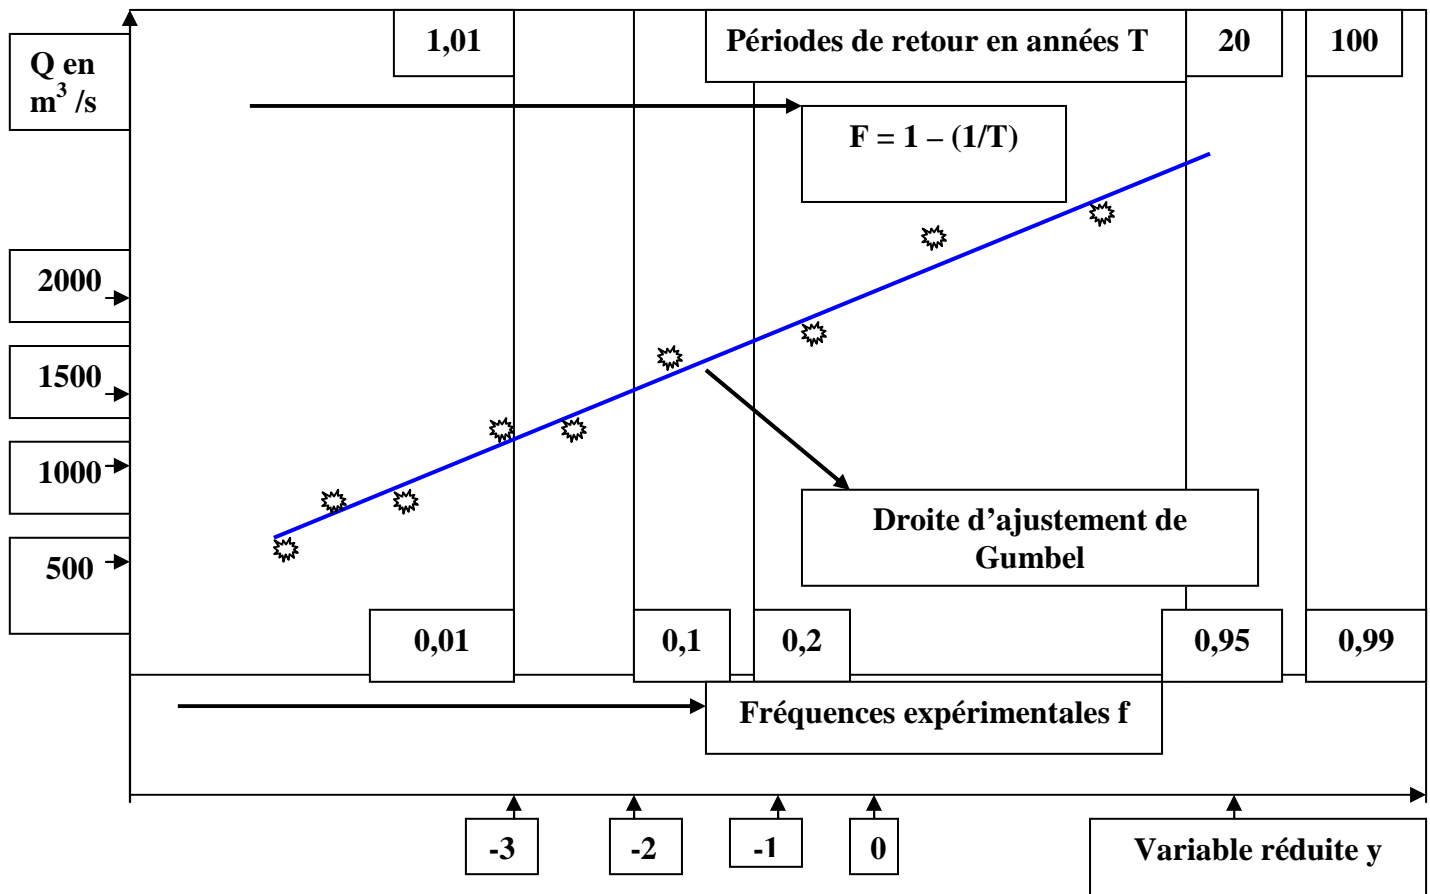 1,01
Périodes de retour en années T
20
100
Q en
m³ /s
F = 1 – (1/T)
2000
1500
1000
500
Droite d'ajustement de
Gumbel
0,01
0,1
0,2
0,95
0,99
Fréquences expérimentales f
-3
-2
-1
0
Variable réduite y